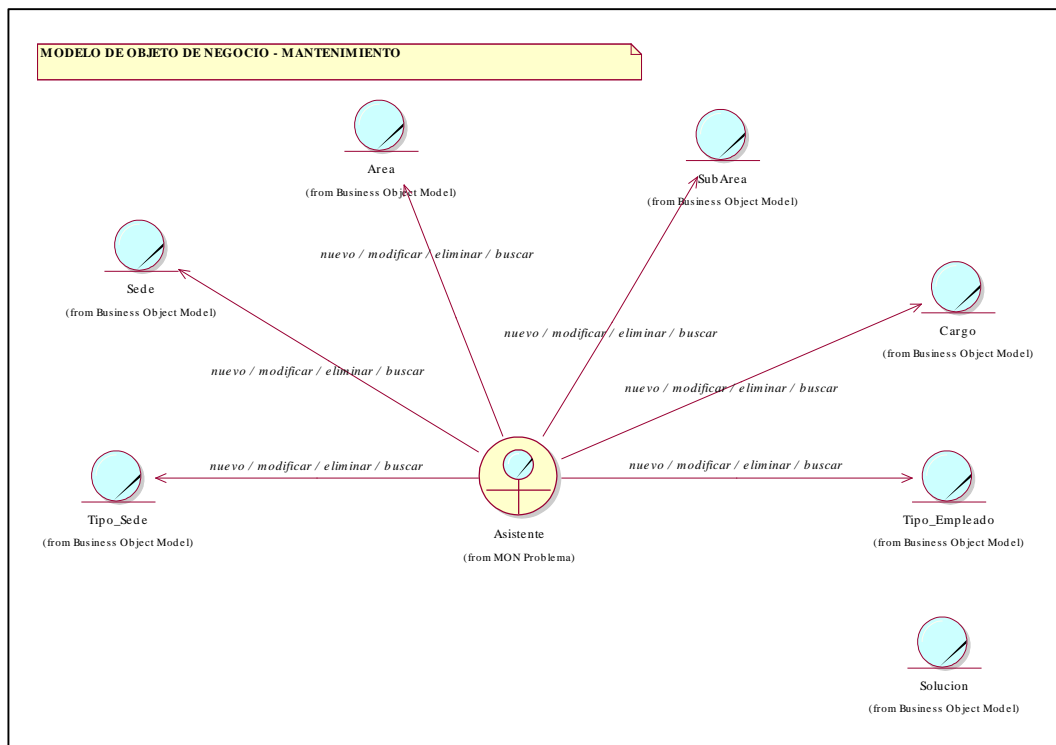 MODELO DE OBJETO DE NEGOCIO - MANTENIMIENTO
Area
(from Business Object Model)
SubArea
(from Business Object Model)
nuevo / modificar / eliminar / buscar
Sede
(from Business Object Model)
Cargo
(from Business Object Model)
nuevo / modificar / eliminar / buscar
nuevo / modificar / eliminar / buscar
nuevo / modificar / eliminar / buscar
nuevo / modificar / eliminar / buscar
nuevo / modificar / eliminar / buscar
Tipo_Sede
(from Business Object Model)
Asistente
(from MON Problema)
Tipo_Empleado
(from Business Object Model)
Solucion
(from Business Object Model)